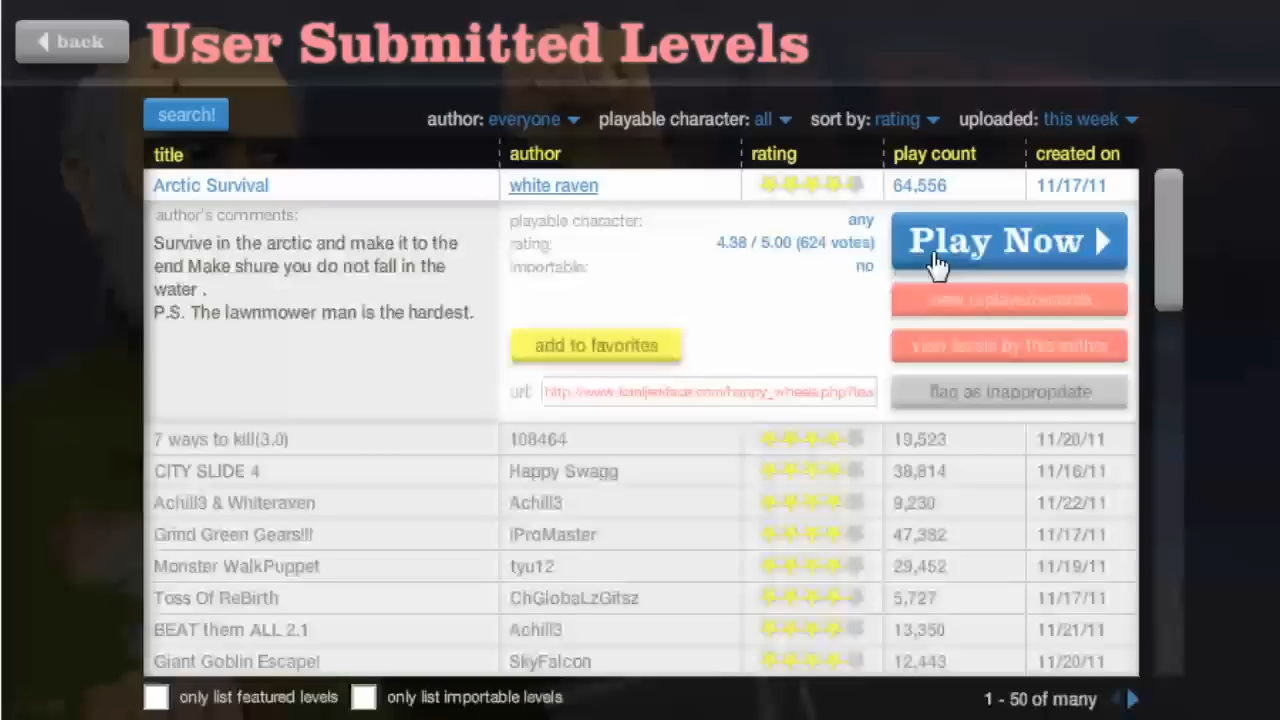 back
User Submitted Levels
search!
author: everyone playable character: all sort by: rating uploaded: this week
title author rating play count created on
Arctic Survival white raven 64,556 11/17/11
author's comments:
Survive in the arctic and make it to the
end Make shure you do not fall in the
water .
P.S. The lawnmower man is the hardest.
playable character: any
rating: 4.38 / 5.00 (624 votes)
importable: no
add to favorites
url:
Play Now
view replays/records
view levels by this author
flag as inappropriate
7 ways to kill(3.0) 108464 19,523 11/20/11
CITY SLIDE 4 Happy Swagg 38,814 11/16/11
Achill3 & Whiteraven Achill3 9,230 11/22/11
Grind Green Gears!!! IProMaster 47,382 11/17/11
Monster WalkPuppet tyu12 29,452 11/19/11
Toss Of ReBirth ChGlobaLzGitsz 5,727 11/17/11
BEAT them ALL 2.1 Achill3 13,350 11/21/11
Giant Goblin Escape! SkyFalcon 12,443 11/20/11
only list featured levels only list importable levels
1 - 50 of many